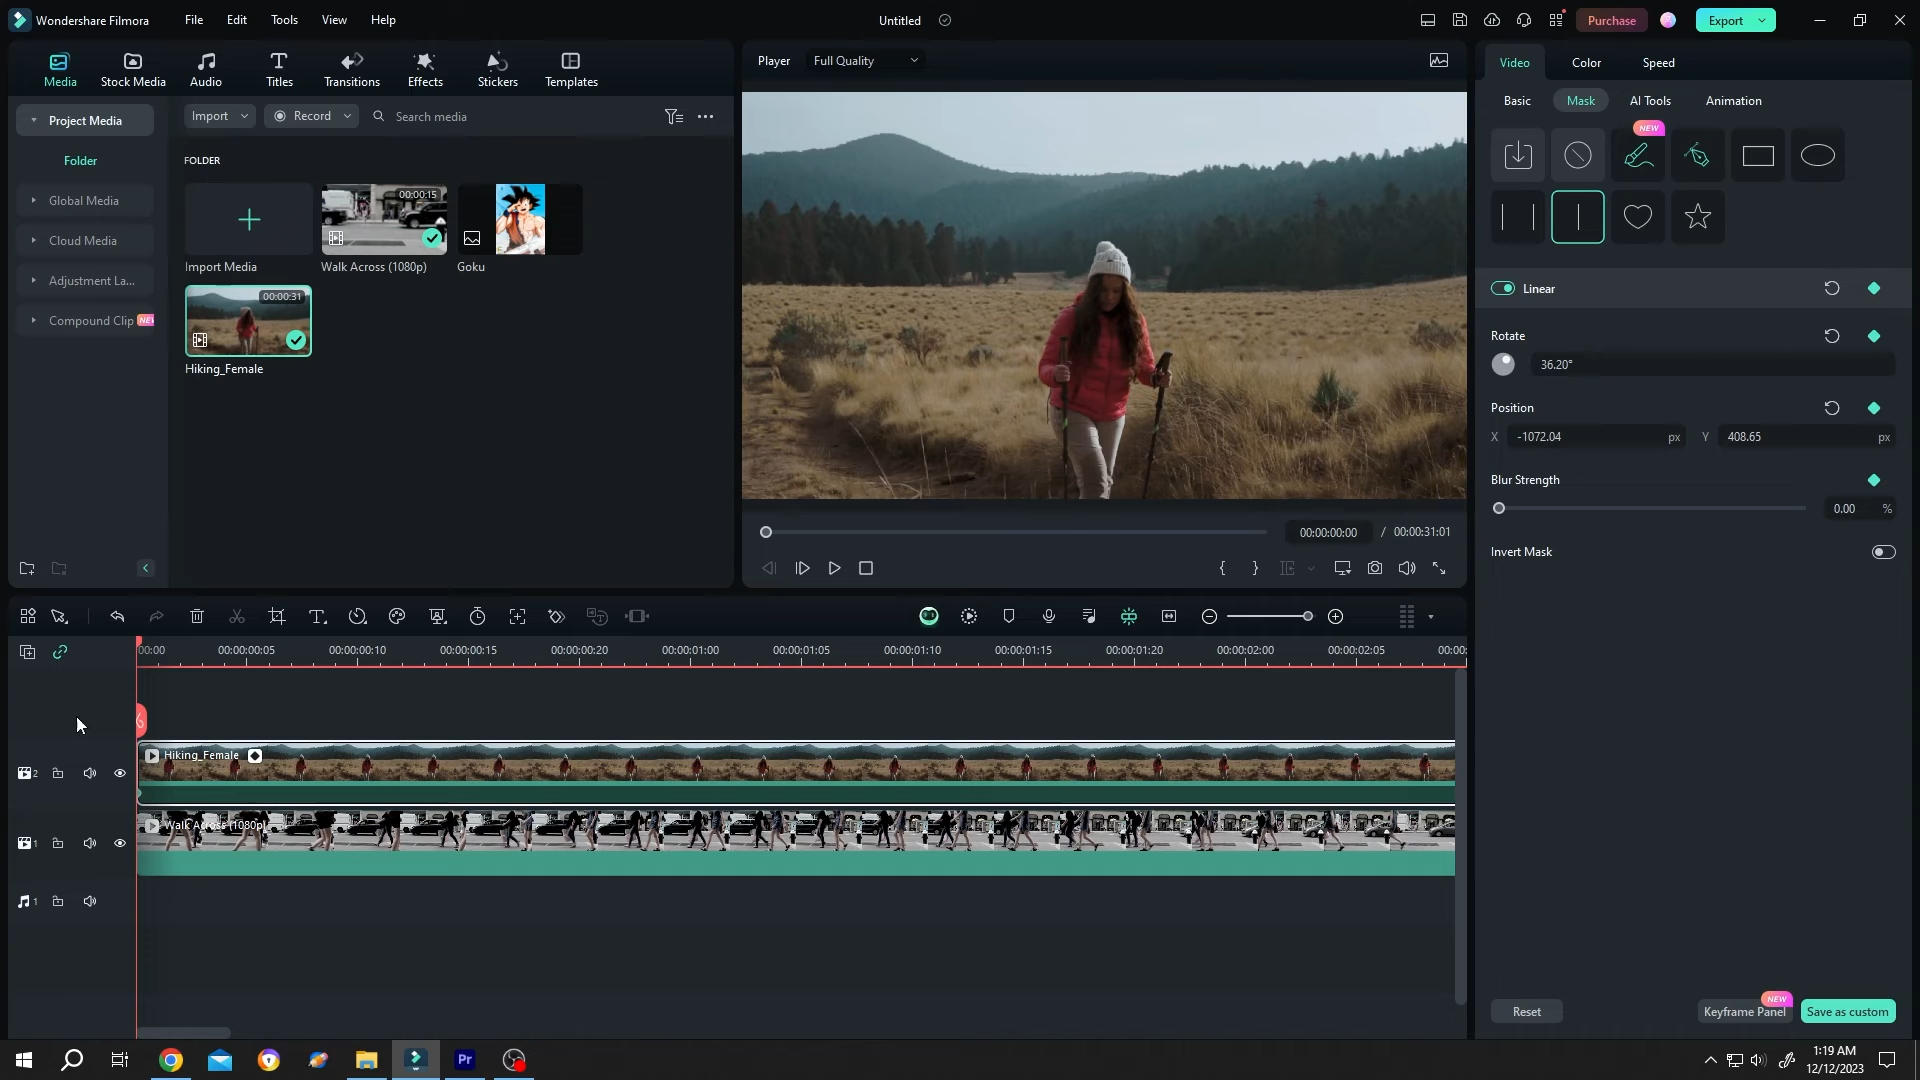 Wondershare Filmora File Edit Tools View Help Untitled Purchase Export
Media Stock Media Audio Titles Transitions Effects Stickers Templates
Player Full Quality
Video Color Speed
Basic Mask AI Tools Animation
NEW
Project Media
Folder
Global Media
Cloud Media
Adjustment La...
Compound Clip NEW
Import Record Search media
FOLDER
00:00:15
Import Media Walk Across (1080p) Goku
00:00:31
Hiking_Female
00:00:00:00 / 00:00:31:01
Linear
Rotate
36.20°
Position
X -1072.04 px Y 408.65 px
Blur Strength
0.00 %
Invert Mask
NEW
Reset Keyframe Panel Save as custom
00:00 00:00:00:05 00:00:00:10 00:00:00:15 00:00:00:20 00:00:01:00 00:00:01:05 00:00:01:10 00:00:01:15 00:00:01:20 00:00:02:00 00:00:02:05 00:00:
Hiking_Female
2
Walk Across (1080p)
1
1
Pr
1:19 AM
12/12/2023